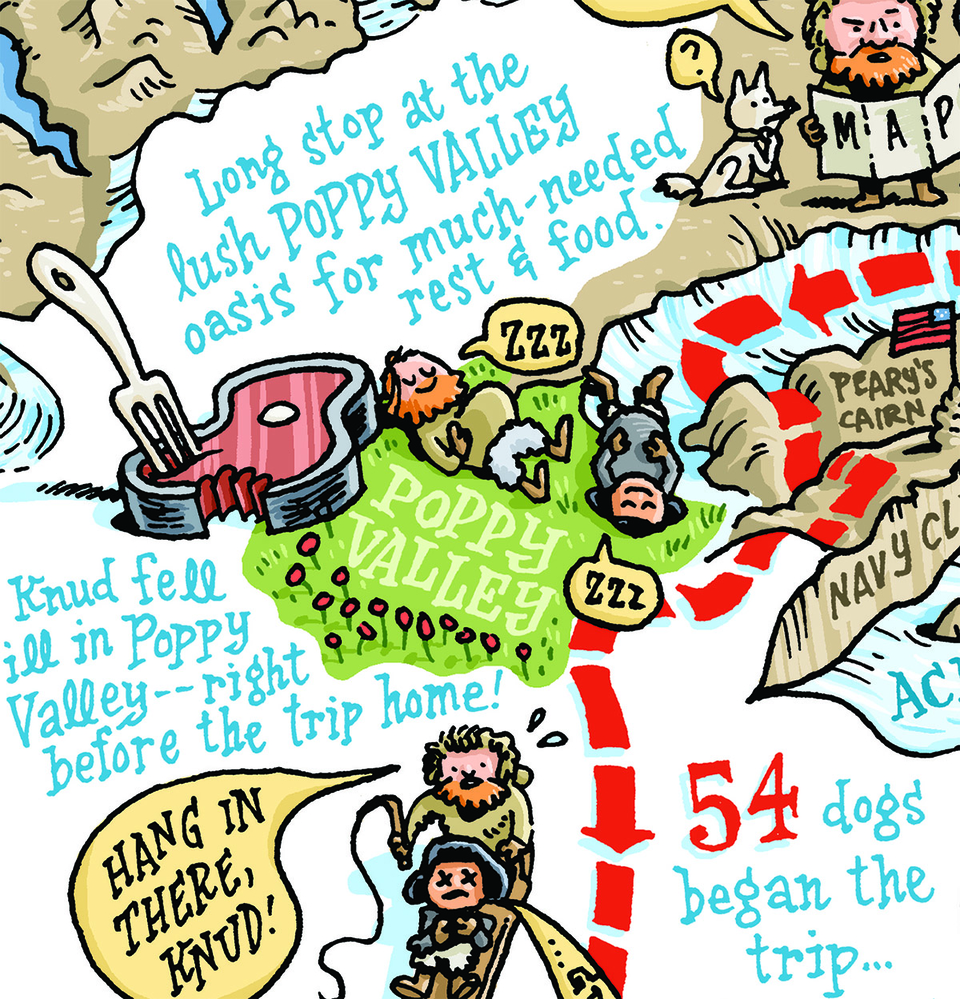 Long stop at the
lush POPPY VALLEY
oasis for much-needed
rest & food.
?
MAP
ZZZ
PEARY'S
CAIRN
POPPY
VALLEY
ZZZ
Knud fell
ill in Poppy
Valley--right
before the trip home!
HANG IN
THERE,
KNUD!
54 dogs
began the
trip...